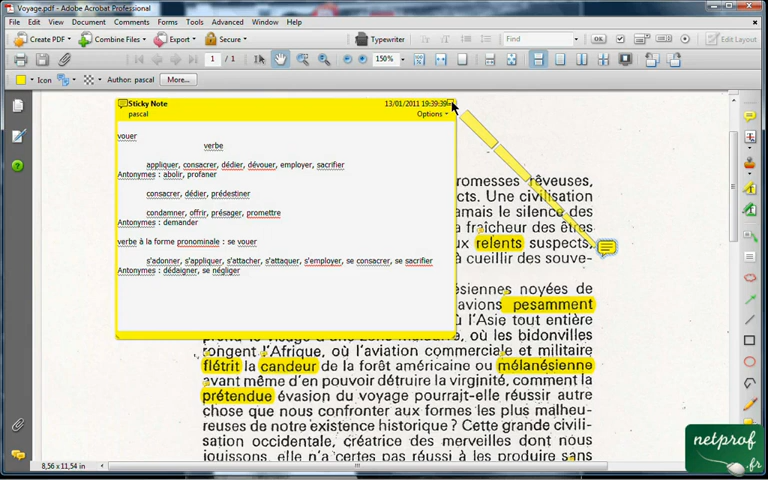 Voyage.pdf - Adobe Acrobat Professional
File Edit View Document Comments Forms Tools Advanced Window Help
Create PDF Combine Files Export Secure Typewriter Find OK Edit Layout
1 / 1 150%
Icon Author: pascal More...
Sticky Note 13/01/2011 19:39:39
pascal Options
vouer
verbe
appliquer, consacrer, dédier, dévouer, employer, sacrifier
Antonymes : abolir, profaner
consacrer, dédier, prédestiner
condamner, offrir, présager, promettre
Antonymes : demander
verbe à la forme pronominale : se vouer
s'adonner, s'appliquer, s'attacher, s'attaquer, s'employer, se consacrer, se sacrifier
Antonymes : dédaigner, se négliger
romesses rêveuses,
cts. Une civilisation
amais le silence des
a fraîcheur des êtres
ux relents suspects,
à cueillir des souve-
ésiennes noyées de
avions pesamment
ù l'Asie tout entière
où les bidonvilles
rongent l'Afrique, où l'aviation commerciale et militaire
flétrit la candeur de la forêt américaine ou mélanésienne
avant même d'en pouvoir détruire la virginité, comment la
prétendue évasion du voyage pourrait-elle réussir autre
chose que nous confronter aux formes les plus malheu-
reuses de notre existence historique ? Cette grande civili-
sation occidentale, créatrice des merveilles dont nous
jouissons, elle n'a certes pas réussi à les produire sans
8,56 x 11,54 in
netprof
.fr